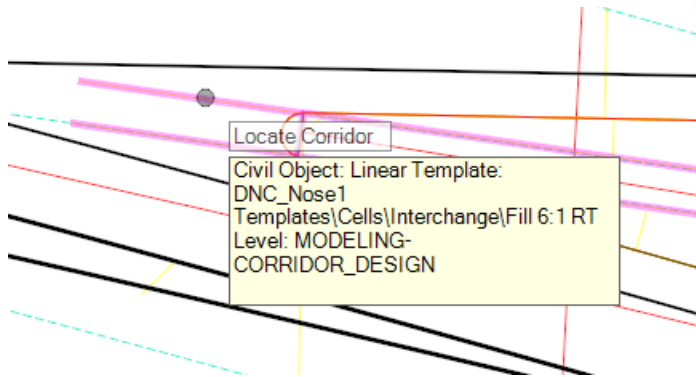 Locate Corridor
Civil Object: Linear Template:
DNC_Nose1
Templates\Cells\Interchange\Fill 6:1 RT
Level: MODELING-
CORRIDOR_DESIGN